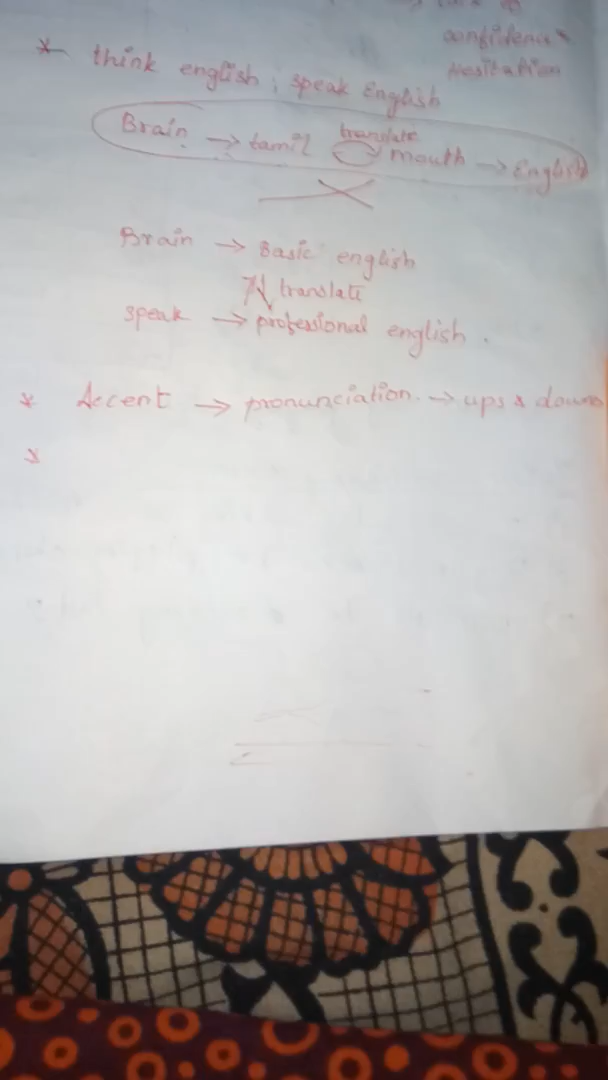 confidence
Hesitation
* think english, speak English
Brain → tamil translate mouth → English
Brain → Basic english
translate
speak → professional english.
* Accent → pronunciation. → ups & downs
*